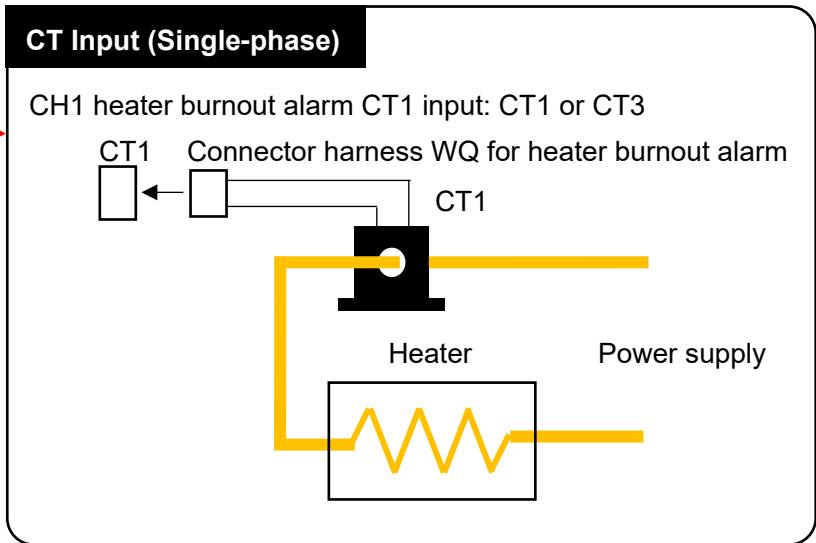 CT Input (Single-phase)
CH1 heater burnout alarm CT1 input: CT1 or CT3
CT1 Connector harness WQ for heater burnout alarm
CT1
Heater Power supply